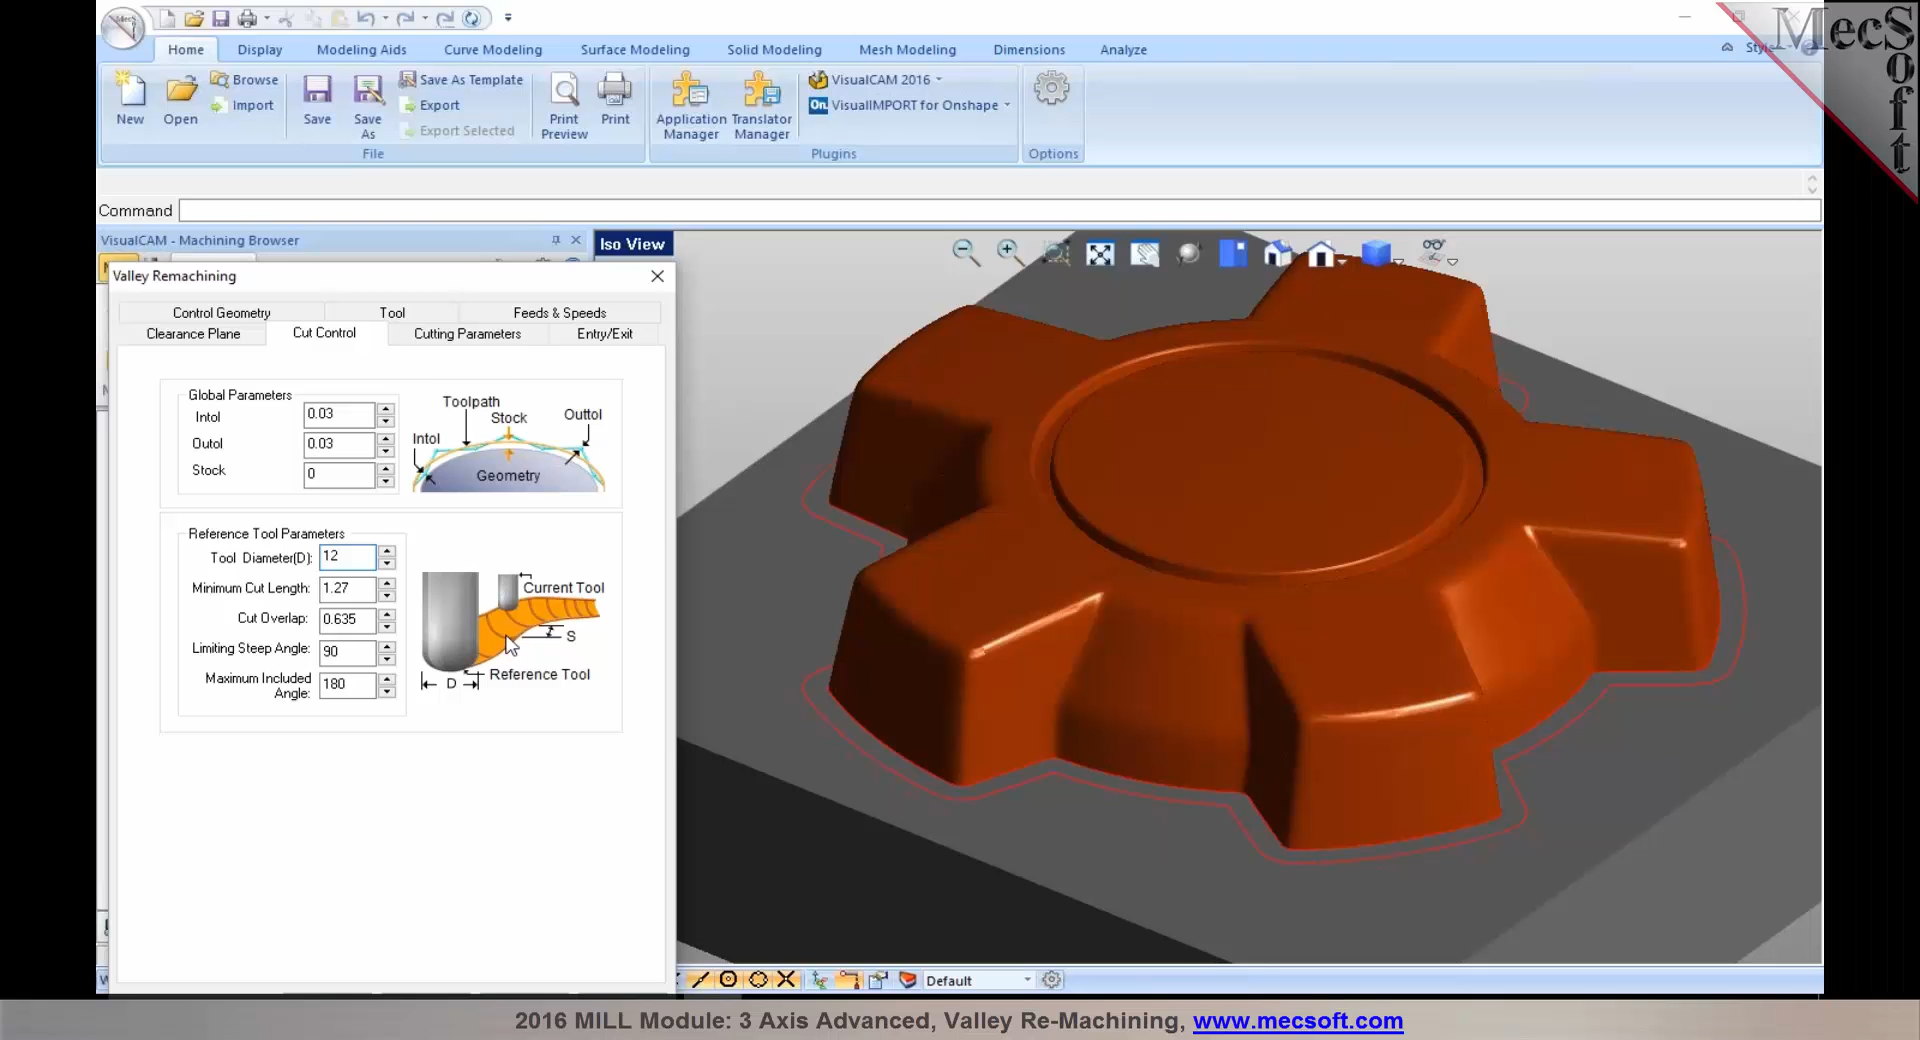 MecSoft
Home Display Modeling Aids Curve Modeling Surface Modeling Solid Modeling Mesh Modeling Dimensions Analyze Style
New
Open
Browse
Import
Save
Save As
Save As Template
Export
Export Selected
Print Preview
Print
File
Application Manager
Translator Manager
VisualCAM 2016
On VisualIMPORT for Onshape
Plugins
Options
Command
VisualCAM - Machining Browser
Iso View
Valley Remachining
Control Geometry Tool Feeds & Speeds
Clearance Plane Cut Control Cutting Parameters Entry/Exit
Global Parameters
Intol 0.03
Outol 0.03
Stock 0
Toolpath
Stock
Outtol
Intol
Geometry
Reference Tool Parameters
Tool Diameter(D): 12
Minimum Cut Length: 1.27
Cut Overlap: 0.635
Limiting Steep Angle: 90
Maximum Included Angle: 180
Current Tool
S
Reference Tool
D
Default
2016 MILL Module: 3 Axis Advanced, Valley Re-Machining, www.mecsoft.com